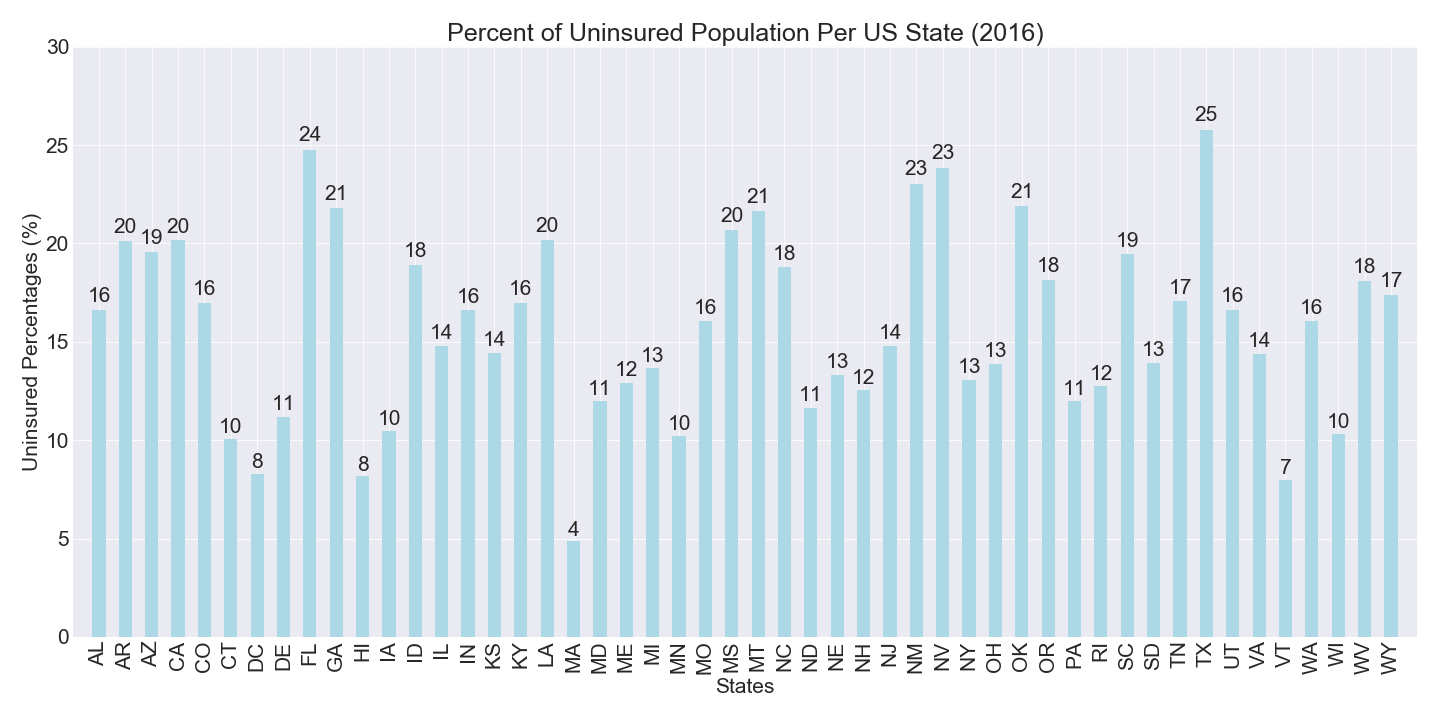 Percent of Uninsured Population Per US State (2016)
Uninsured Percentages (%)
30
25
20
15
10
5
0
16 20 19 20 16 10 8 11 24 21 8 10 18 14 16 14 16 20 4 11 12 13 10 16 20 21 18 11 13 12 14 23 23 13 13 21 18 11 12 19 13 17 25 16 14 7 16 10 18 17
AL AR AZ CA CO CT DC DE FL GA HI IA ID IL IN KS KY LA MA MD ME MI MN MO MS MT NC ND NE NH NJ NM NV NY OH OK OR PA RI SC SD TN TX UT VA VT WA WI WV WY
States